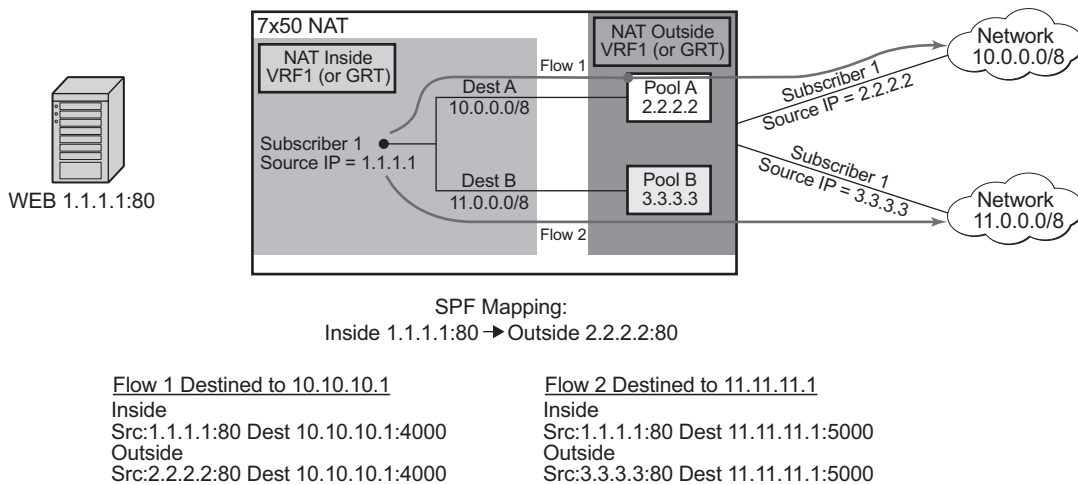 7x50 NAT
NAT Inside
VRF1 (or GRT)
NAT Outside
VRF1 (or GRT)
Flow 1
Dest A
10.0.0.0/8
Pool A
2.2.2.2
Subscriber 1
Source IP = 2.2.2.2
Network
10.0.0.0/8
Subscriber 1
Source IP = 1.1.1.1
WEB 1.1.1.1:80
Dest B
11.0.0.0/8
Pool B
3.3.3.3
Subscriber 1
Source IP = 3.3.3.3
Network
11.0.0.0/8
Flow 2
SPF Mapping:
Inside 1.1.1.1:80 → Outside 2.2.2.2:80
Flow 1 Destined to 10.10.10.1
Inside
Src:1.1.1.1:80 Dest 10.10.10.1:4000
Outside
Src:2.2.2.2:80 Dest 10.10.10.1:4000
Flow 2 Destined to 11.11.11.1
Inside
Src:1.1.1.1:80 Dest 11.11.11.1:5000
Outside
Src:3.3.3.3:80 Dest 11.11.11.1:5000